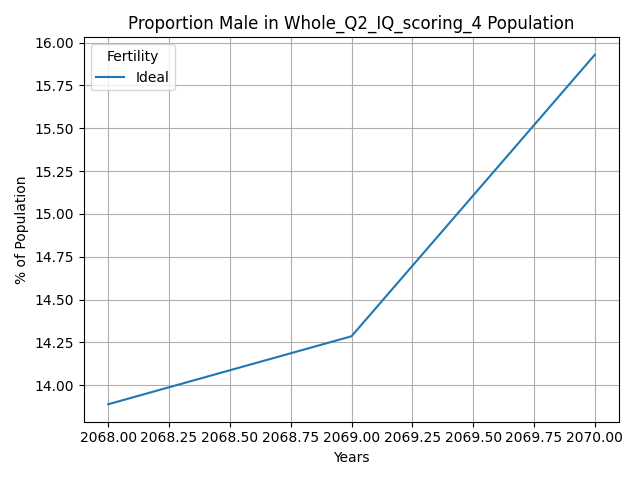 Proportion Male in Whole_Q2_IQ_scoring_4 Population
16.00
15.75
15.50
15.25
15.00
14.75
14.50
14.25
14.00
% of Population
Fertility
Ideal
2068.00 2068.25 2068.50 2068.75 2069.00 2069.25 2069.50 2069.75 2070.00
Years